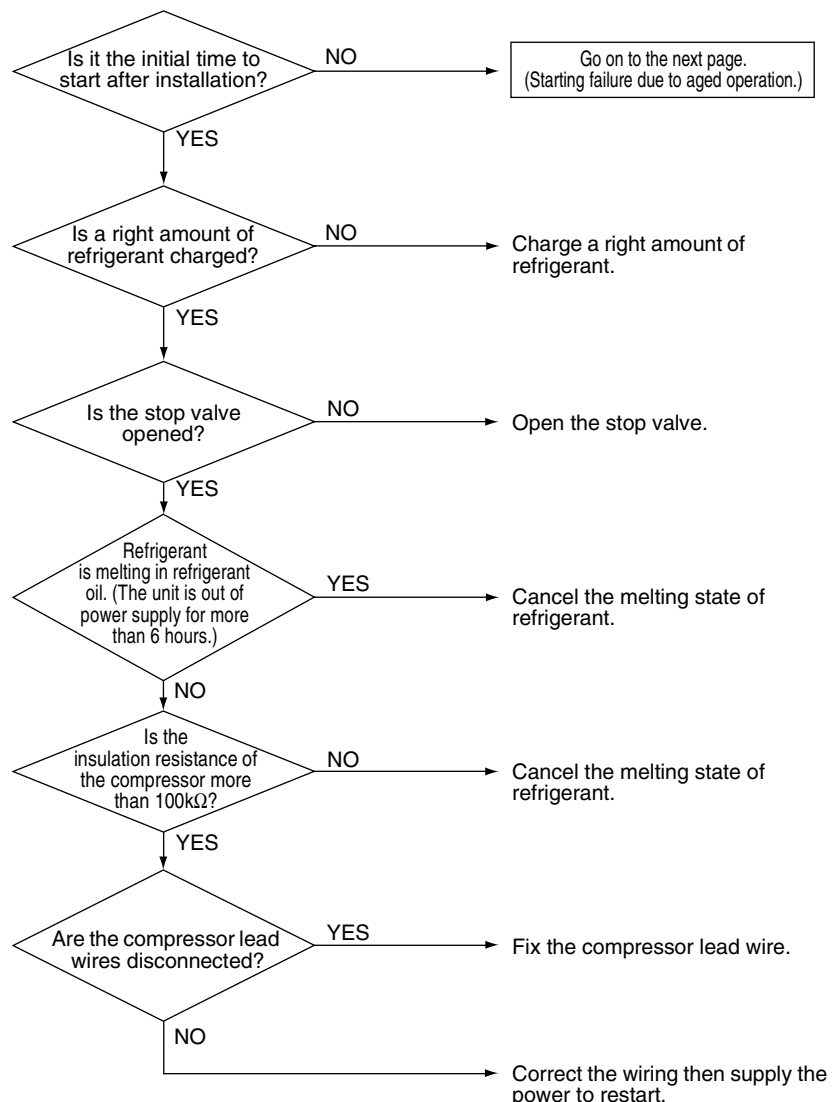 Is it the initial time to
start after installation?
NO
Go on to the next page.
(Starting failure due to aged operation.)
YES
Is a right amount of
refrigerant charged?
NO
Charge a right amount of
refrigerant.
YES
Is the stop valve
opened?
NO
Open the stop valve.
YES
Refrigerant
is melting in refrigerant
oil. (The unit is out of
power supply for more
than 6 hours.)
YES
Cancel the melting state of
refrigerant.
NO
Is the
insulation resistance of
the compressor more
than 100kΩ?
NO
Cancel the melting state of
refrigerant.
YES
Are the compressor lead
wires disconnected?
YES
Fix the compressor lead wire.
NO
Correct the wiring then supply the
power to restart.